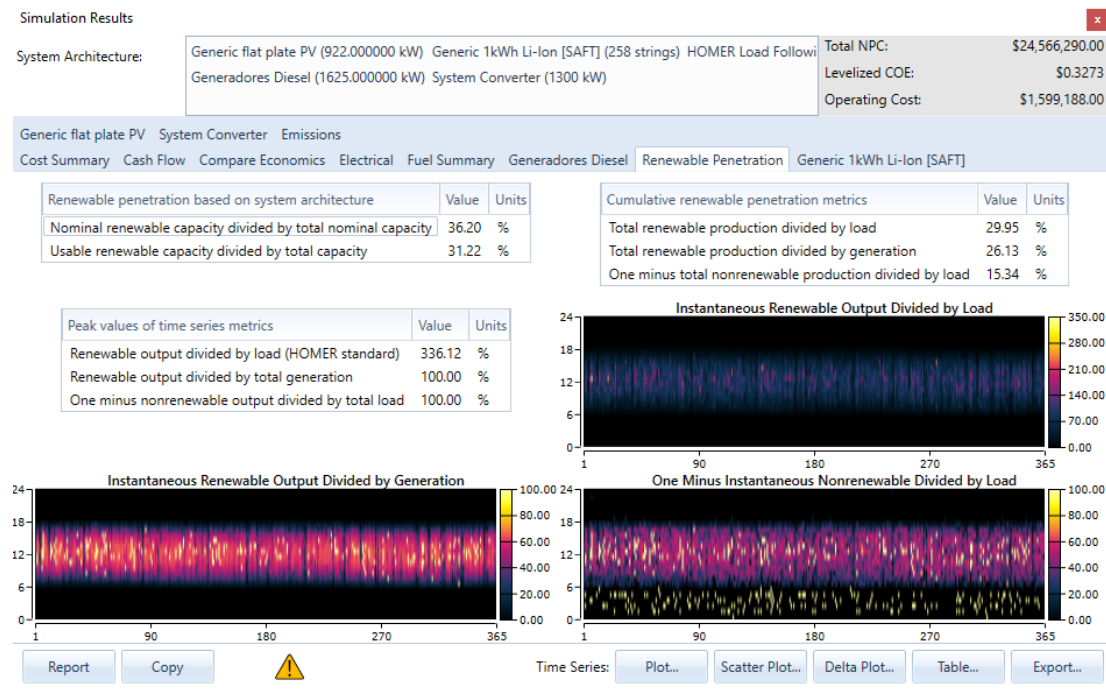 Simulation Results
x
System Architecture:
Generic flat plate PV (922.000000 kW) Generic 1kWh Li-Ion [SAFT] (258 strings) HOMER Load Followi
Generadores Diesel (1625.000000 kW) System Converter (1300 kW)
Total NPC: $24,566,290.00
Levelized COE: $0.3273
Operating Cost: $1,599,188.00
Generic flat plate PV System Converter Emissions
Cost Summary Cash Flow Compare Economics Electrical Fuel Summary Generadores Diesel Renewable Penetration Generic 1kWh Li-Ion [SAFT]
Renewable penetration based on system architecture Value Units
Nominal renewable capacity divided by total nominal capacity 36.20 %
Usable renewable capacity divided by total capacity 31.22 %
Cumulative renewable penetration metrics Value Units
Total renewable production divided by load 29.95 %
Total renewable production divided by generation 26.13 %
One minus total nonrenewable production divided by load 15.34 %
Peak values of time series metrics Value Units
Renewable output divided by load (HOMER standard) 336.12 %
Renewable output divided by total generation 100.00 %
One minus nonrenewable output divided by total load 100.00 %
Instantaneous Renewable Output Divided by Load
24
18
12
6
0
1 90 180 270 365
350.00
280.00
210.00
140.00
70.00
0.00
Instantaneous Renewable Output Divided by Generation
24
18
12
6
0
1 90 180 270 365
100.00
80.00
60.00
40.00
20.00
0.00
One Minus Instantaneous Nonrenewable Divided by Load
24
18
12
6
0
1 90 180 270 365
100.00
80.00
60.00
40.00
20.00
0.00
Report Copy ! Time Series: Plot... Scatter Plot... Delta Plot... Table... Export...